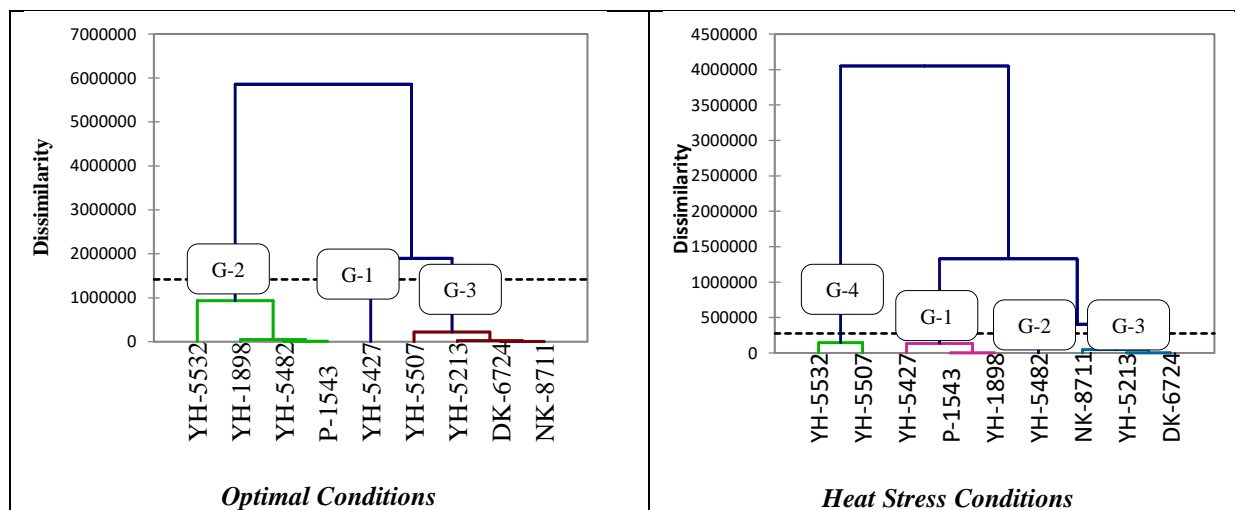 7000000
6000000
5000000
4000000
3000000
2000000
1000000
0
Dissimilarity
G-2
G-1
G-3
YH-5532
YH-1898
YH-5482
P-1543
YH-5427
YH-5507
YH-5213
DK-6724
NK-8711
Optimal Conditions
4500000
4000000
3500000
3000000
2500000
2000000
1500000
1000000
500000
0
Dissimilarity
G-4
G-1
G-2
G-3
YH-5532
YH-5507
YH-5427
P-1543
YH-1898
YH-5482
NK-8711
YH-5213
DK-6724
Heat Stress Conditions